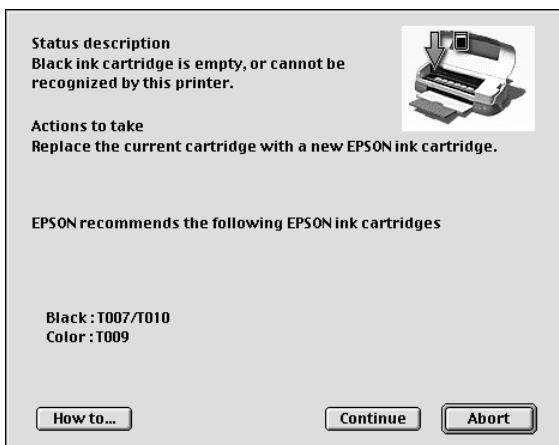 Status description
Black ink cartridge is empty, or cannot be
recognized by this printer.
Actions to take
Replace the current cartridge with a new EPSON ink cartridge.
EPSON recommends the following EPSON ink cartridges
Black : T007/T010
Color : T009
How to...
Continue
Abort